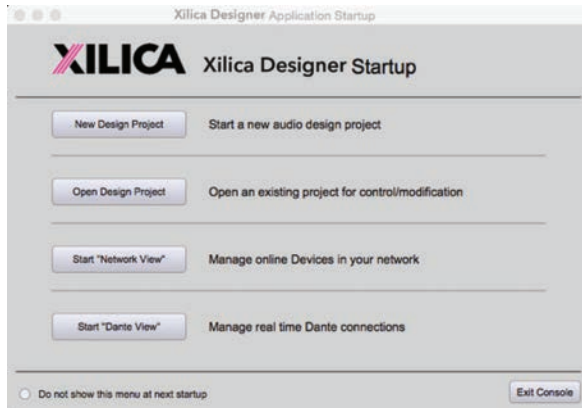 Xilica Designer Application Startup
XILICA Xilica Designer Startup
New Design Project Start a new audio design project
Open Design Project Open an existing project for control/modification
Start "Network View" Manage online Devices in your network
Start "Dante View" Manage real time Dante connections
Do not show this menu at next startup Exit Console